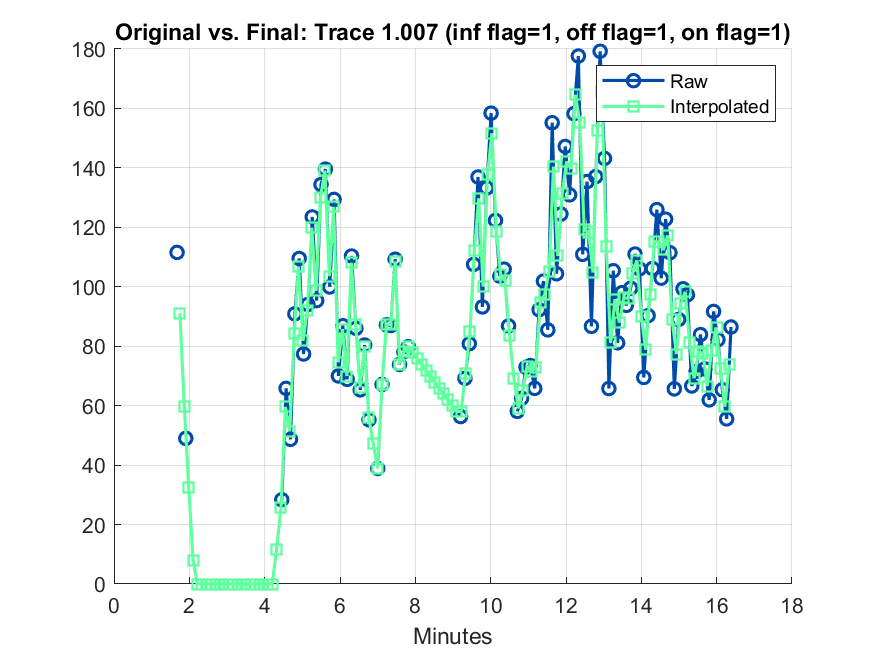 Original vs. Final: Trace 1.007 (inf flag=1, off flag=1, on flag=1)
180
160
140
120
100
80
60
40
20
0
Raw
Interpolated
0 2 4 6 8 10 12 14 16 18
Minutes